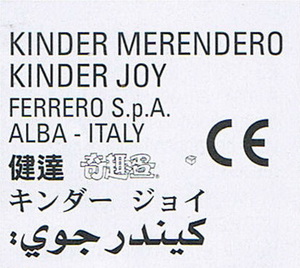 KINDER MERENDERO
KINDER JOY
FERRERO S.p.A.
ALBA - ITALY
CE
健達 奇趣蛋
キンダー ジョイ
كيندر جوي: